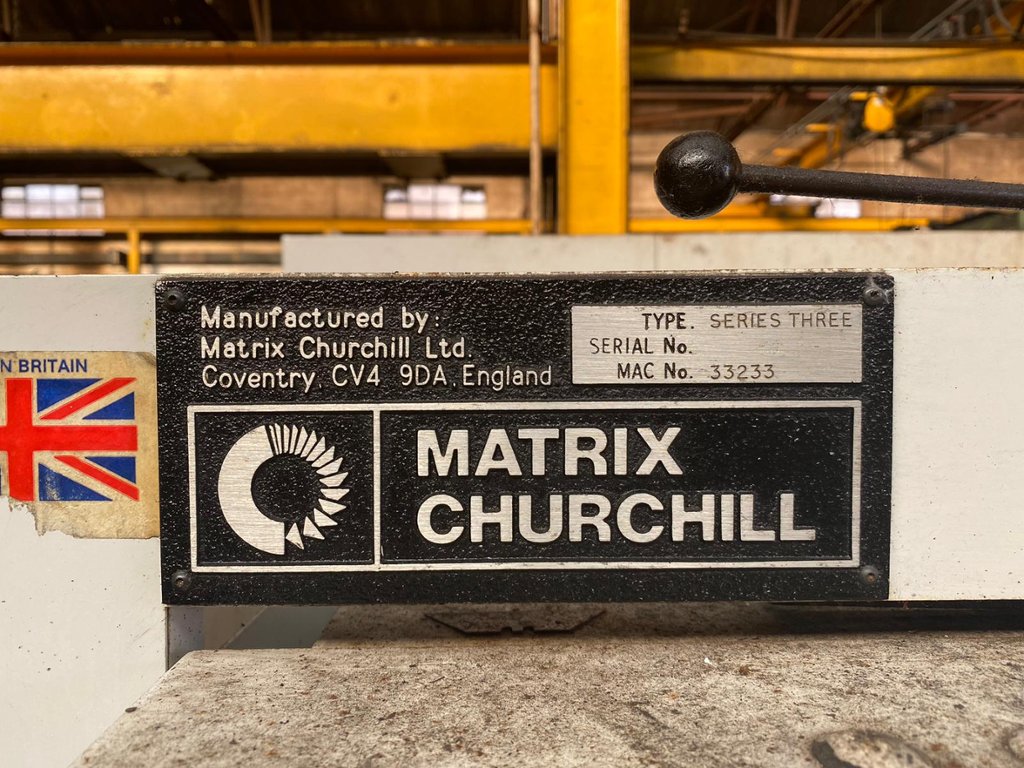 N BRITAIN
Manufactured by:
Matrix Churchill Ltd.
Coventry CV4 9DA England
TYPE. SERIES THREE
SERIAL No.
MAC No. 33233
MATRIX
CHURCHILL